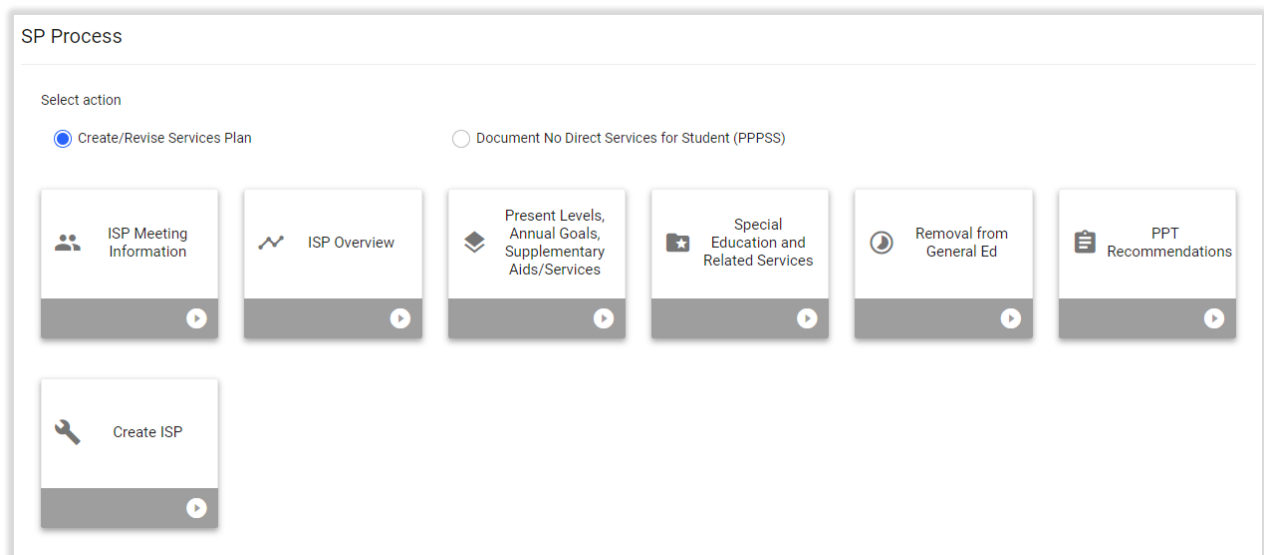 SP Process
Select action
Create/Revise Services Plan
Document No Direct Services for Student (PPPSS)
ISP Meeting
Information
ISP Overview
Present Levels,
Annual Goals,
Supplementary
Aids/Services
Special
Education and
Related Services
Removal from
General Ed
PPT
Recommendations
Create ISP